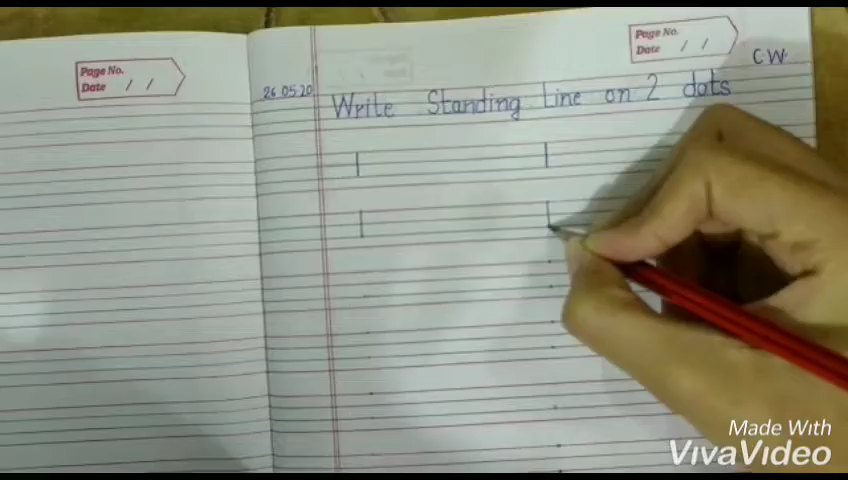 Page No.
Date / /
Page No.
Date / /
C.W.
26 05.20
Write Standing Line on 2 dots
Made With
VivaVideo